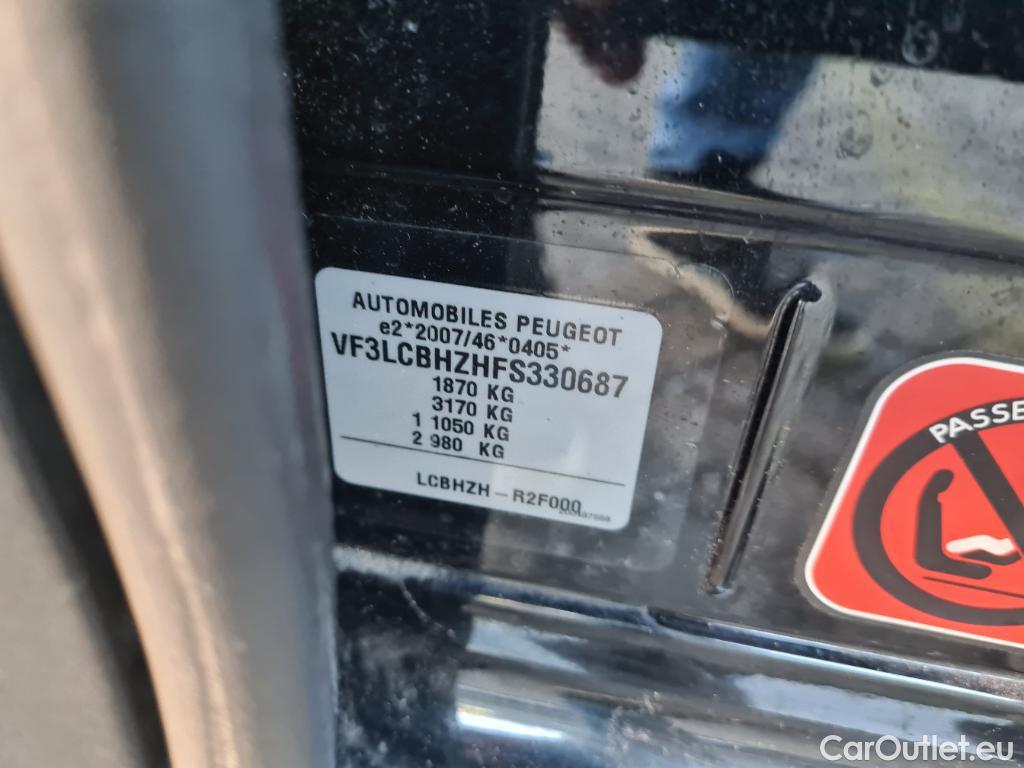 AUTOMOBILES PEUGEOT
e2*2007/46*0405*
VF3LCBHZHFS330687
1870 KG
3170 KG
1 1050 KG
2 980 KG
LCBHZH - R2F000
PASSE
CarOutlet.eu